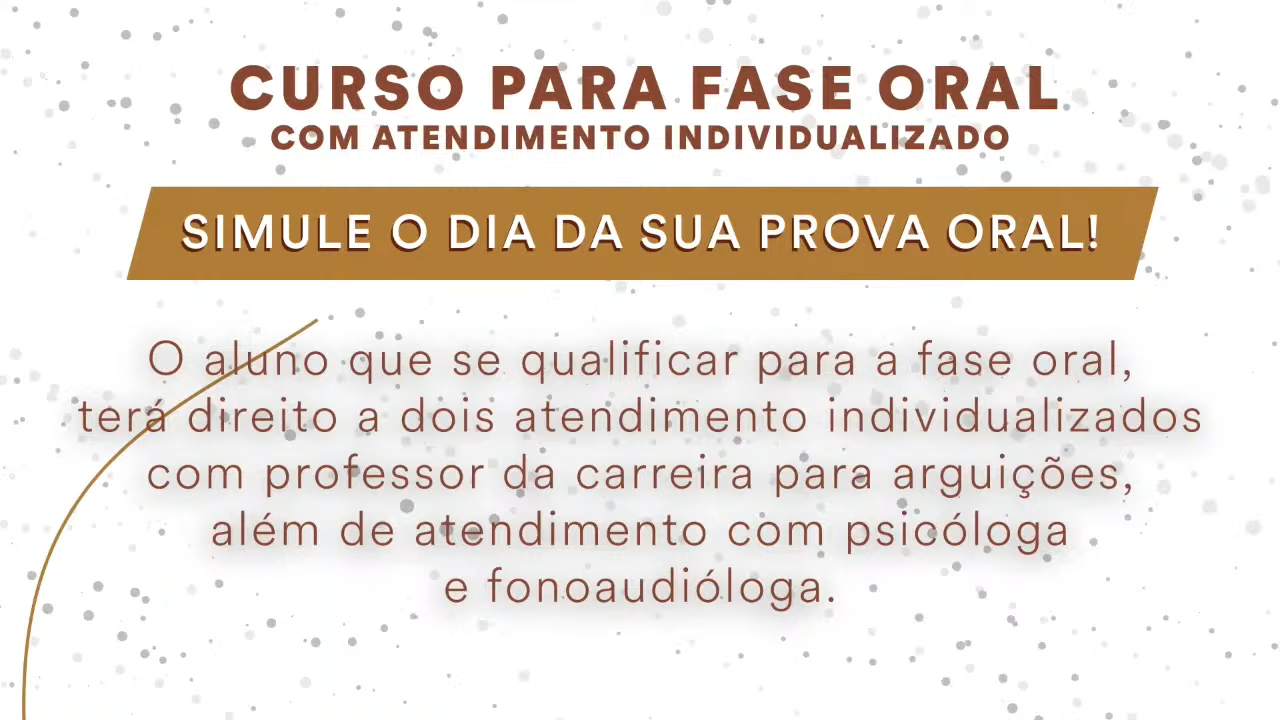 CURSO PARA FASE ORAL
COM ATENDIMENTO INDIVIDUALIZADO
SIMULE O DIA DA SUA PROVA ORAL!
O aluno que se qualificar para a fase oral,
terá direito a dois atendimento individualizados
com professor da carreira para arguições,
além de atendimento com psicóloga
e fonoaudióloga.